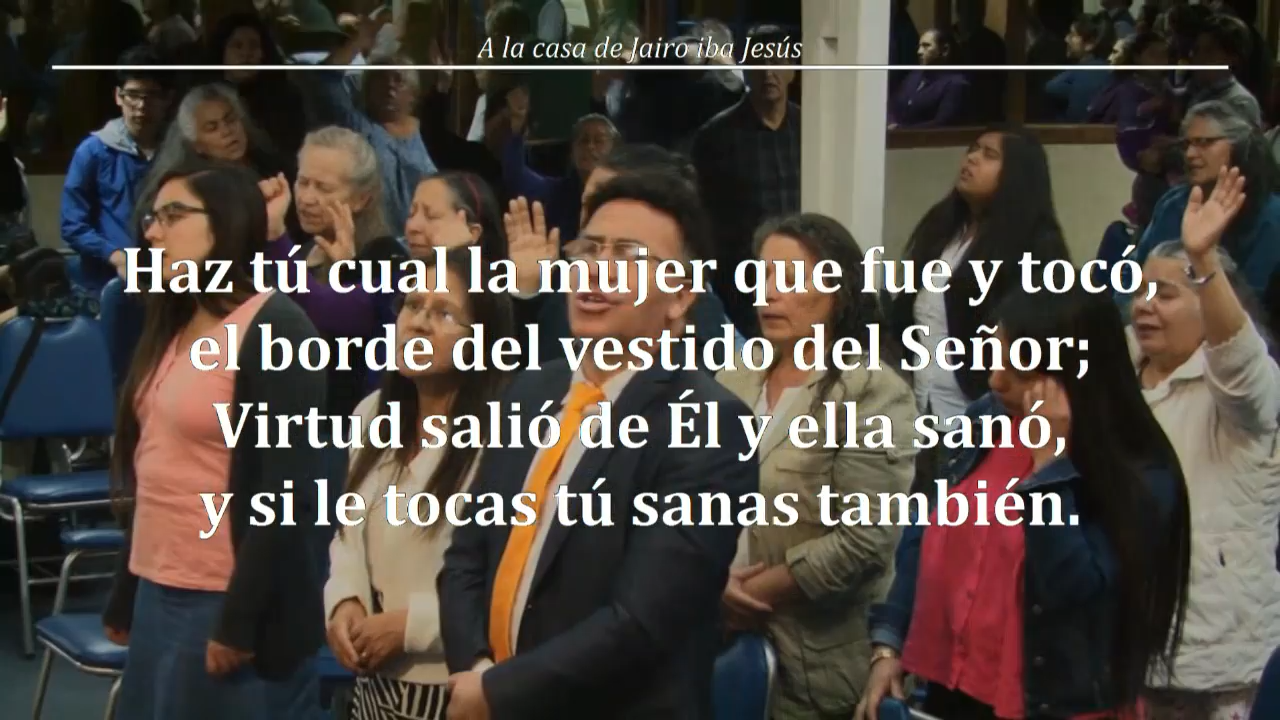 A la casa de Jairo iba Jesús
Haz tú cual la mujer que fue y tocó,
el borde del vestido del Señor;
Virtud salió de Él y ella sanó,
y si le tocas tú sanas también.